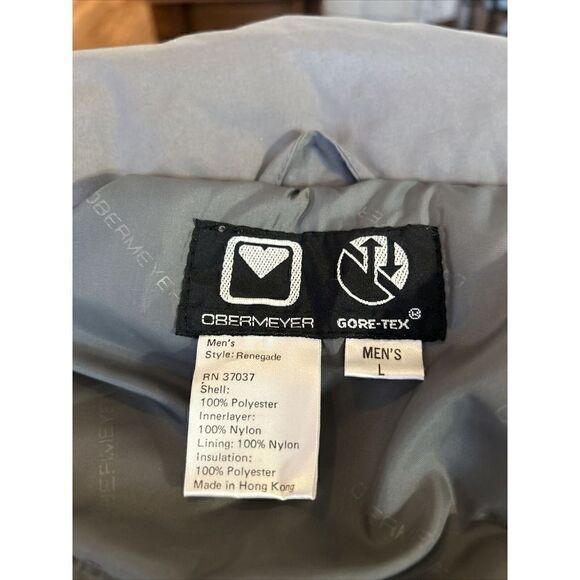 OBERMEYER
OBERMEYER
GORE-TEX
MEN'S
L
Men's
Style: Renegade
RN 37037
Shell:
100% Polyester
Innerlayer:
100% Nylon
Lining: 100% Nylon
Insulation:
100% Polyester
Made in Hong Kong